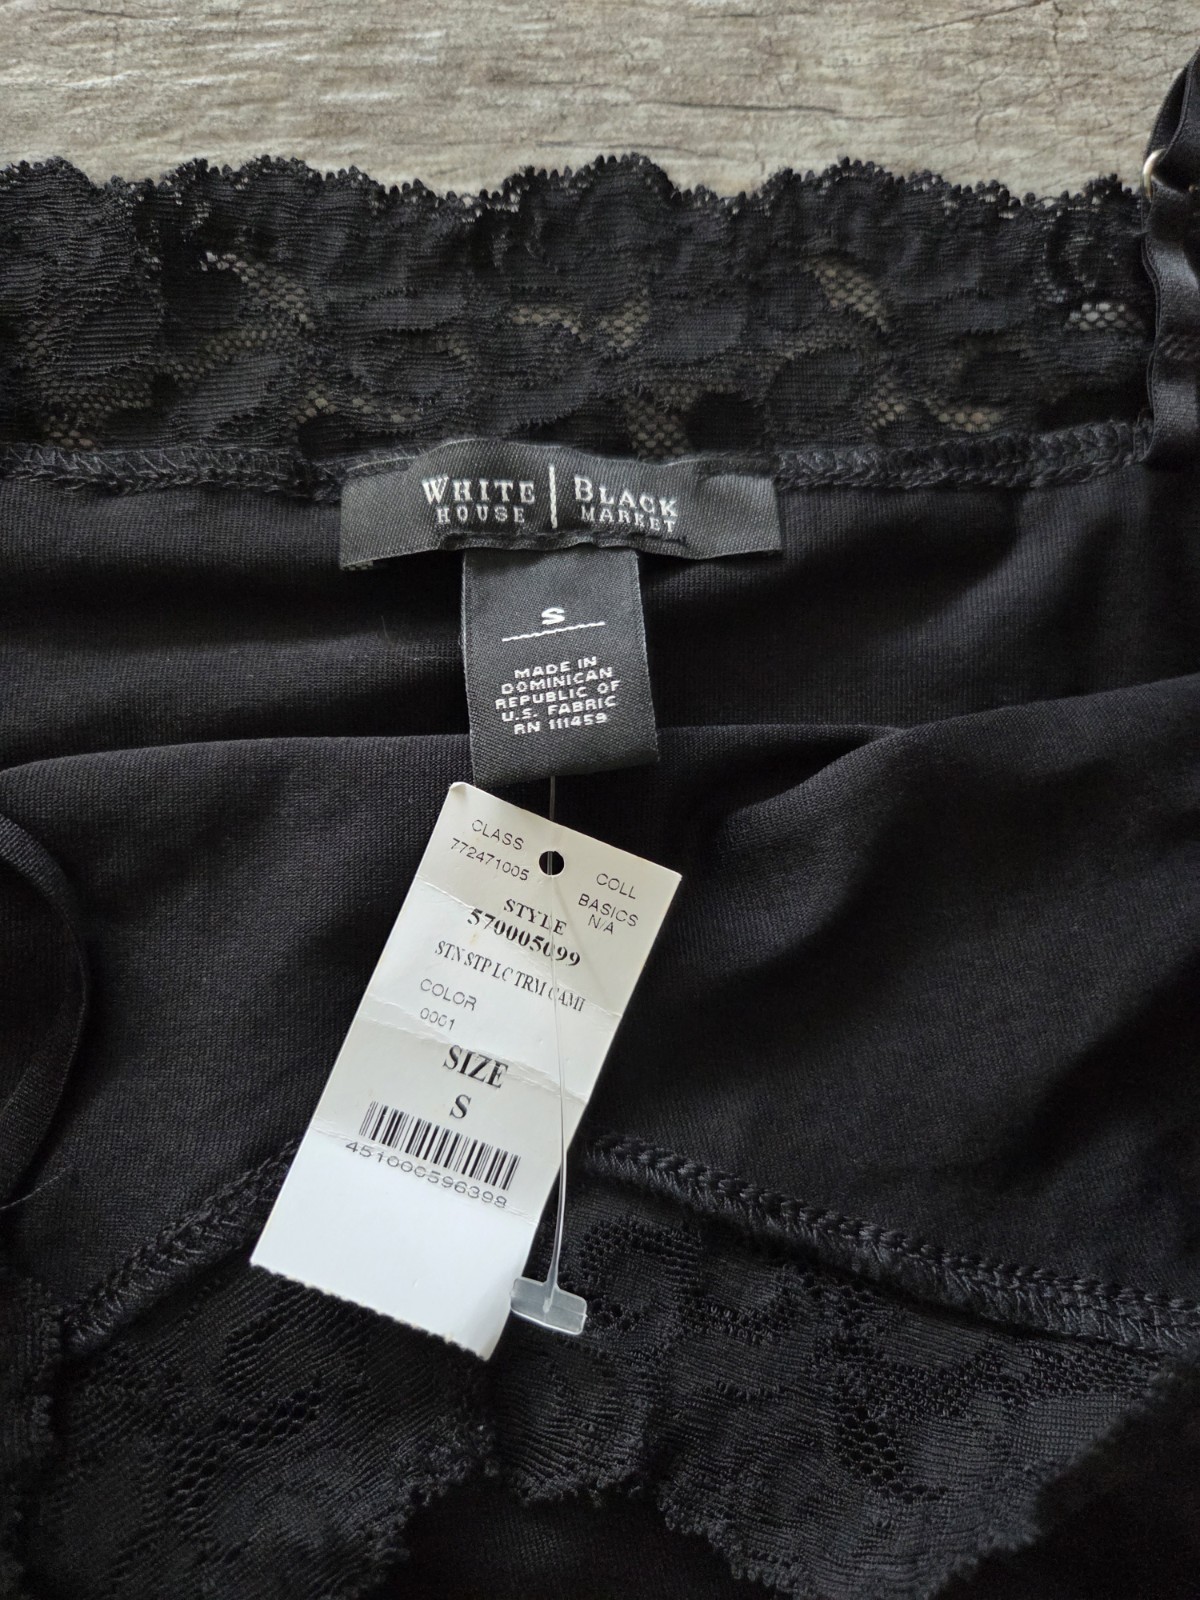 WHITE | BLACK
HOUSE | MARKET
S
MADE IN
DOMINICAN
REPUBLIC OF
U.S. FABRIC
RN 111459
CLASS
772471005
COLL
BASICS
N/A
STYLE
570005099
STN STP LC TRM CAMI
COLOR
0001
SIZE
S
451000596398